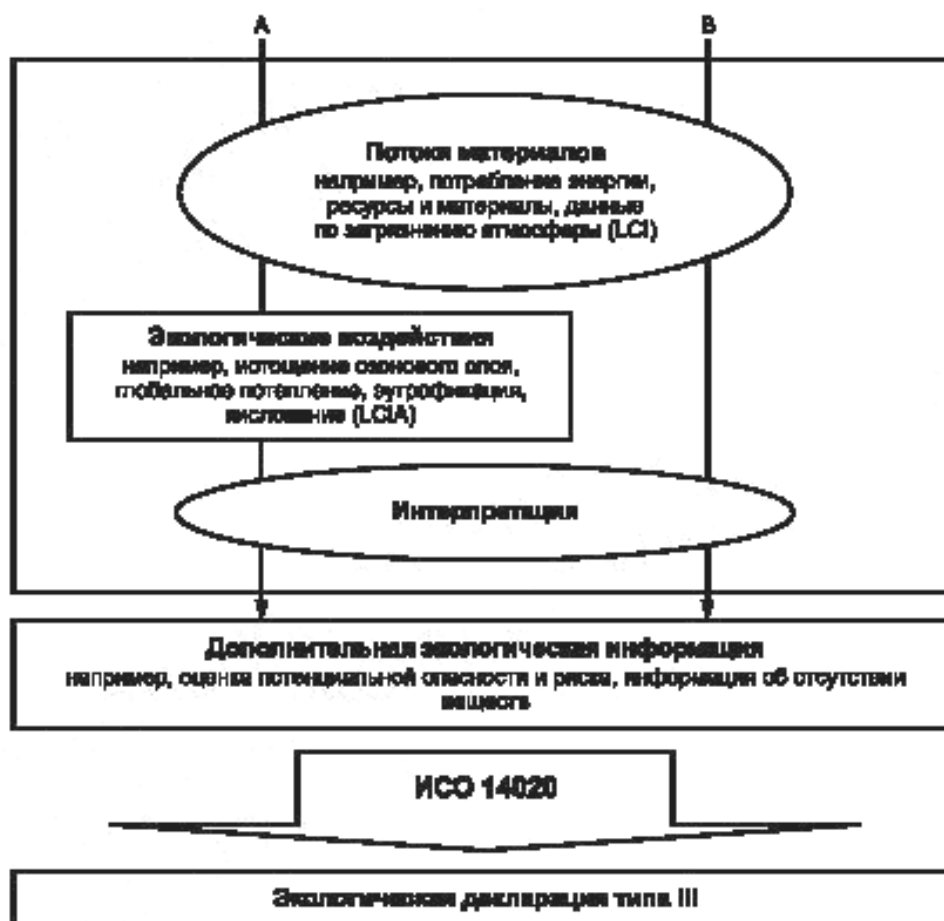 А
В
Потоки материалов
например, потребление энергии,
ресурсы и материалы, данные
по загрязнению атмосферы (LCI)
Экологические воздействия
например, истощение озонового слоя,
глобальное потепление, эутрофикация,
кислование (LCIA)
Интерпретация
Дополнительная экологическая информация
например, оценка потенциальной опасности и риска, информация об отсутствии
веществ
ИСО 14020
Экологическая декларация типа III